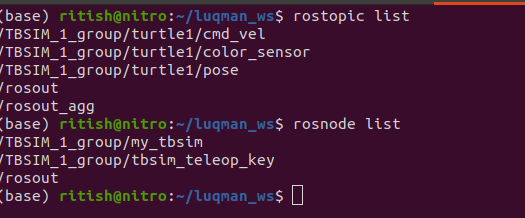 (base) ritish@nitro:~/luqman_ws$ rostopic list
/TBSIM_1_group/turtle1/cmd_vel
/TBSIM_1_group/turtle1/color_sensor
/TBSIM_1_group/turtle1/pose
/rosout
/rosout_agg
(base) ritish@nitro:~/luqman_ws$ rosnode list
/TBSIM_1_group/my_tbsim
/TBSIM_1_group/tbsim_teleop_key
/rosout
(base) ritish@nitro:~/luqman_ws$